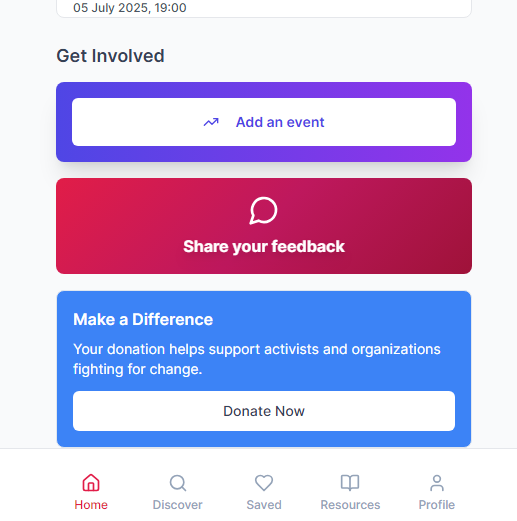 05 July 2025, 19:00
Get Involved
Add an event
Share your feedback
Make a Difference
Your donation helps support activists and organizations
fighting for change.
Donate Now
Home
Discover
Saved
Resources
Profile